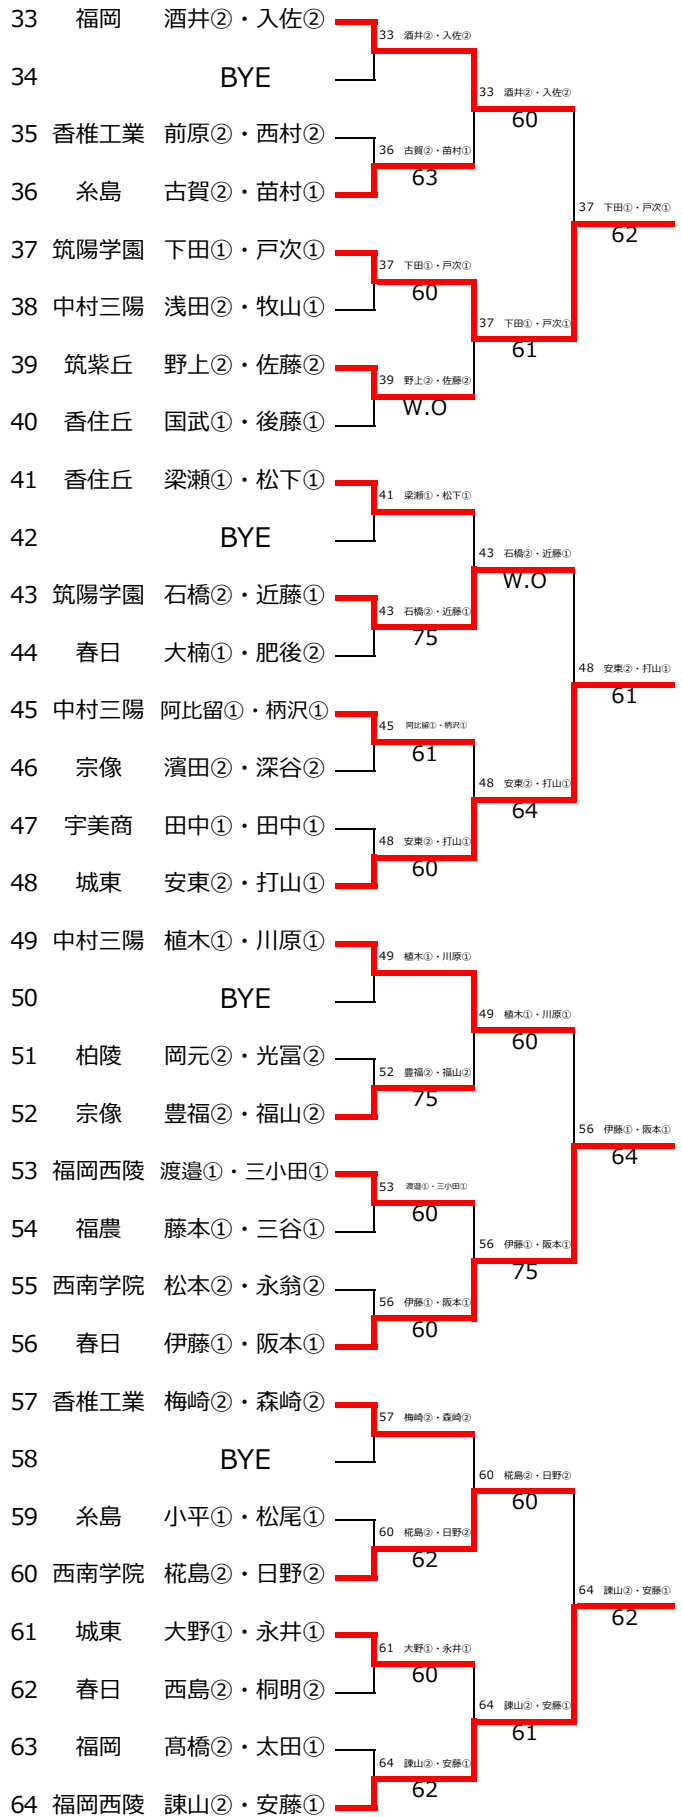 33 福岡 酒井②・入佐②
33 酒井②・入佐②
34 BYE
33 酒井②・入佐②
60
35 香椎工業 前原②・西村②
36 古賀②・苗村①
63
36 糸島 古賀②・苗村①
37 下田①・戸次①
62
37 筑陽学園 下田①・戸次①
37 下田①・戸次①
60
38 中村三陽 浅田②・牧山①
37 下田①・戸次①
61
39 筑紫丘 野上②・佐藤②
39 野上②・佐藤②
W.O
40 香住丘 国武①・後藤①
41 香住丘 梁瀬①・松下①
41 梁瀬①・松下①
42 BYE
43 石橋②・近藤①
W.O
43 筑陽学園 石橋②・近藤①
43 石橋②・近藤①
75
44 春日 大楠①・肥後②
48 安東②・打山①
61
45 中村三陽 阿比留①・柄沢①
45 阿比留①・柄沢①
61
46 宗像 濱田②・深谷②
48 安東②・打山①
64
47 宇美商 田中①・田中①
48 安東②・打山①
60
48 城東 安東②・打山①
49 中村三陽 植木①・川原①
49 植木①・川原①
50 BYE
49 植木①・川原①
60
51 柏陵 岡元②・光冨②
52 豊福②・福山②
75
52 宗像 豊福②・福山②
56 伊藤①・阪本①
64
53 福岡西陵 渡邉①・三小田①
53 渡邉①・三小田①
60
54 福農 藤本①・三谷①
56 伊藤①・阪本①
75
55 西南学院 松本②・永翁②
56 伊藤①・阪本①
60
56 春日 伊藤①・阪本①
57 香椎工業 梅崎②・森崎②
57 梅崎②・森崎②
58 BYE
60 椛島②・日野②
60
59 糸島 小平①・松尾①
60 椛島②・日野②
62
60 西南学院 椛島②・日野②
64 諌山②・安藤①
62
61 城東 大野①・永井①
61 大野①・永井①
60
62 春日 西島②・桐明②
64 諌山②・安藤①
61
63 福岡 髙橋②・太田①
64 諌山②・安藤①
62
64 福岡西陵 諌山②・安藤①